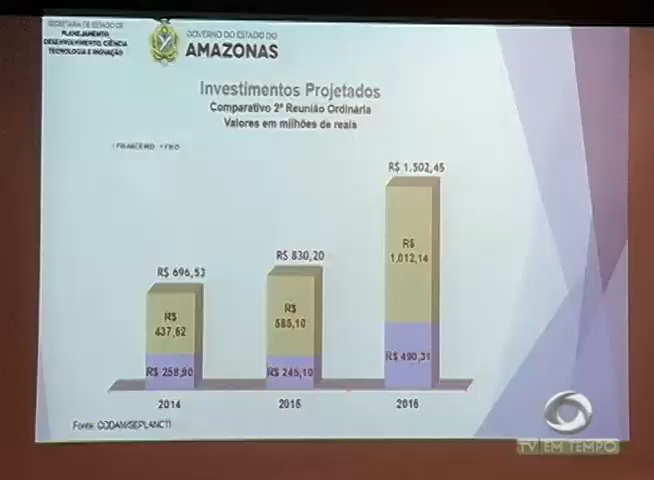 SECRETARIA DE ESTADO DE
PLANEJAMENTO,
DESENVOLVIMENTO, CIÊNCIA
TECNOLOGIA E INOVAÇÃO
GOVERNO DO ESTADO DO
AMAZONAS
Investimentos Projetados
Comparativo 2ª Reunião Ordinária
Valores em milhões de reais
FINANCEIRO FIXO
R$ 1.502,45
R$ 830,20
R$ 696,53
R$
1.012,14
R$
585,10
R$
437,62
R$ 490,31
R$ 245,10
R$ 258,90
2014 2015 2016
Fonte: CODAM/SEPLANCTI
TV EM TEMPO